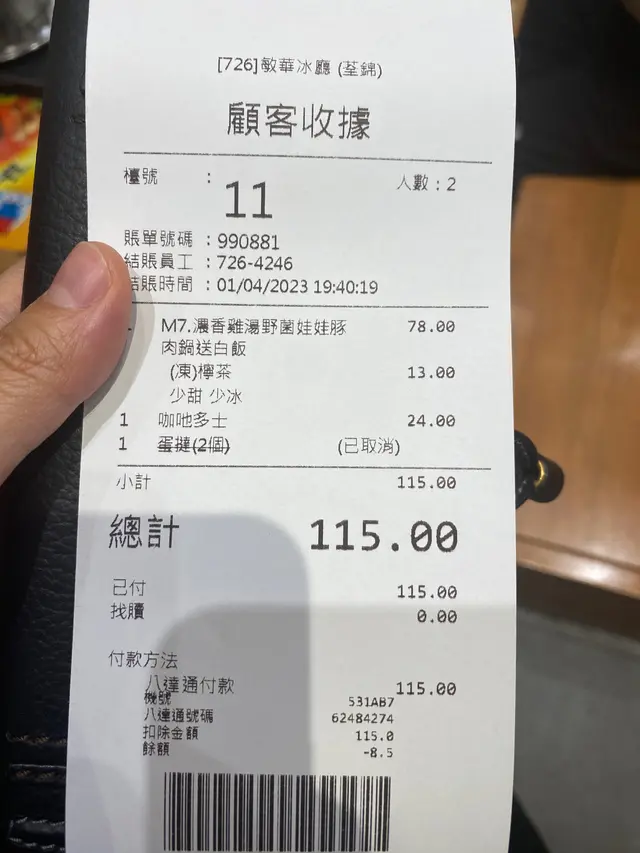 [726]敏華冰廳 (荃錦)
顧客收據
檯號 : 11 人數：2
賬單號碼 : 990881
結賬員工 : 726-4246
結賬時間 : 01/04/2023 19:40:19
M7.濃香雞湯野菌娃娃豚 78.00
肉鍋送白飯
(凍)檸茶 13.00
少甜 少冰
1 咖吔多士 24.00
1 蛋撻(2個) (已取消)
小計 115.00
總計 115.00
已付 115.00
找贖 0.00
付款方法
八達通付款 115.00
機號 531AB7
八達通號碼 62484274
扣除金額 115.0
餘額 -8.5